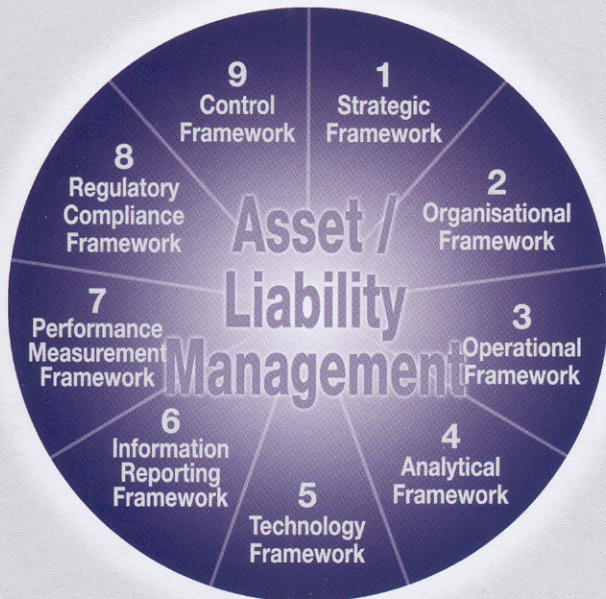 Asset /
Liability
Management
1
Strategic
Framework
2
Organisational
Framework
3
Operational
Framework
4
Analytical
Framework
5
Technology
Framework
6
Information
Reporting
Framework
7
Performance
Measurement
Framework
8
Regulatory
Compliance
Framework
9
Control
Framework